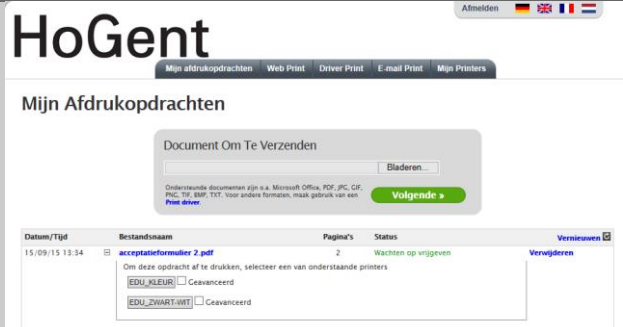 Afmelden
HoGent
Mijn afdrukopdrachten Web Print Driver Print E-mail Print Mijn Printers
Mijn Afdrukopdrachten
Document Om Te Verzenden
Bladeren...
Ondersteunde documenten zijn o.a. Microsoft Office, PDF, JPG, GIF,
PNG, TIF, BMP, TXT. Voor andere formaten, maak gebruik van een
Print driver.
Volgende »
Datum/Tijd Bestandsnaam Pagina's Status Vernieuwen
15/09/15 13:34 acceptatieformulier 2.pdf 2 Wachten op vrijgeven Verwijderen
Om deze opdracht af te drukken, selecteer een van onderstaande printers
EDU_KLEUR Geavanceerd
EDU_ZWART-WIT Geavanceerd